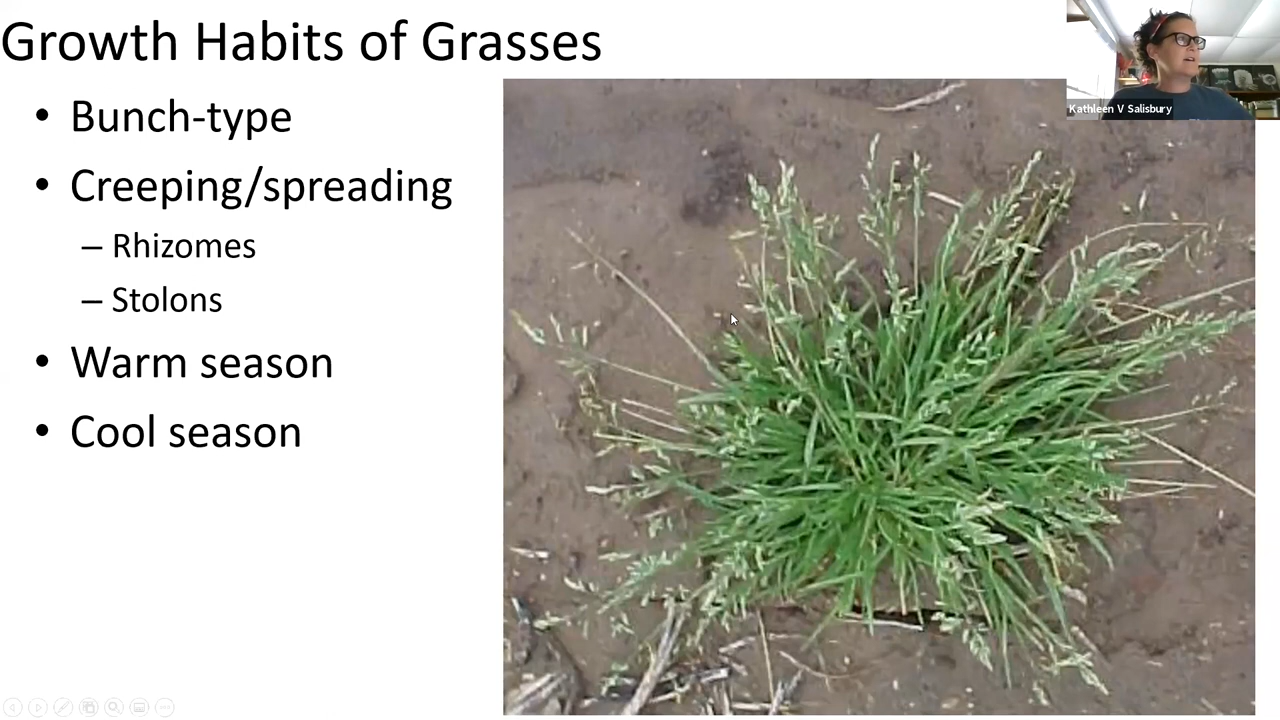 Growth Habits of Grasses
• Bunch-type
• Creeping/spreading
– Rhizomes
– Stolons
• Warm season
• Cool season
Kathleen V Salisbury